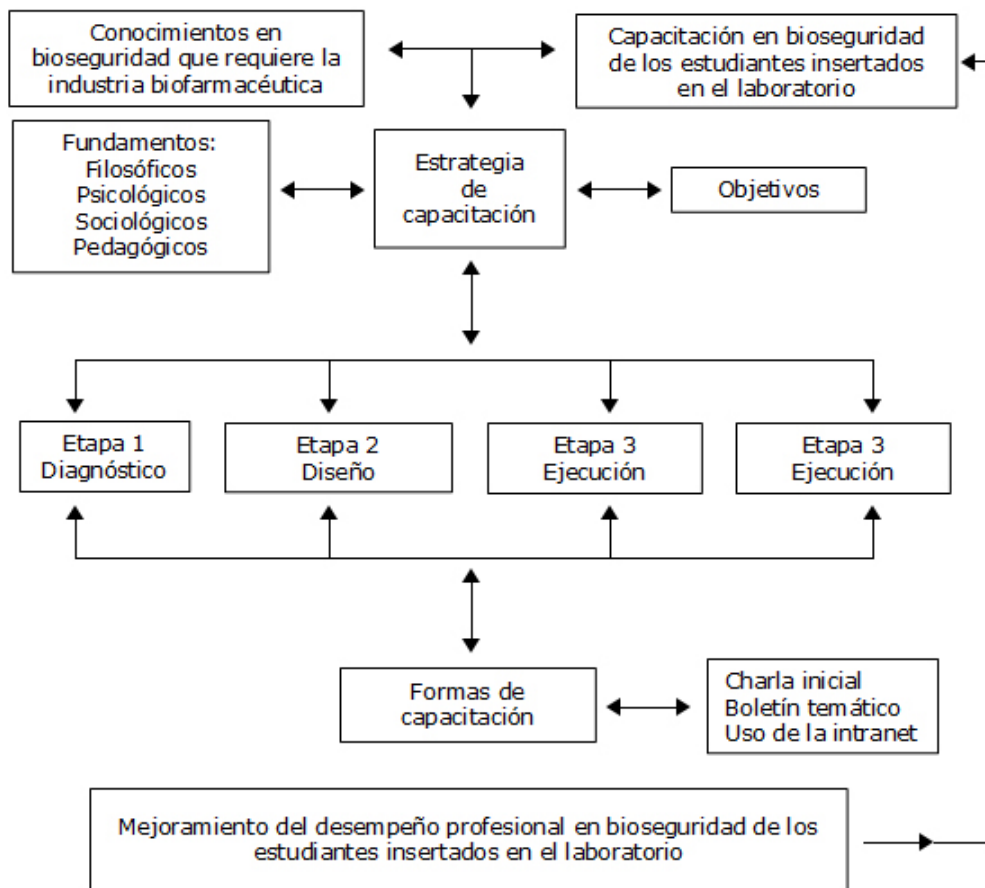 Conocimientos en
bioseguridad que requiere la
industria biofarmacéutica
Capacitación en bioseguridad
de los estudiantes insertados
en el laboratorio
Fundamentos:
Filosóficos
Psicológicos
Sociológicos
Pedagógicos
Estrategia
de
capacitación
Objetivos
Etapa 1
Diagnóstico
Etapa 2
Diseño
Etapa 3
Ejecución
Etapa 3
Ejecución
Formas de
capacitación
Charla inicial
Boletín temático
Uso de la intranet
Mejoramiento del desempeño profesional en bioseguridad de los
estudiantes insertados en el laboratorio